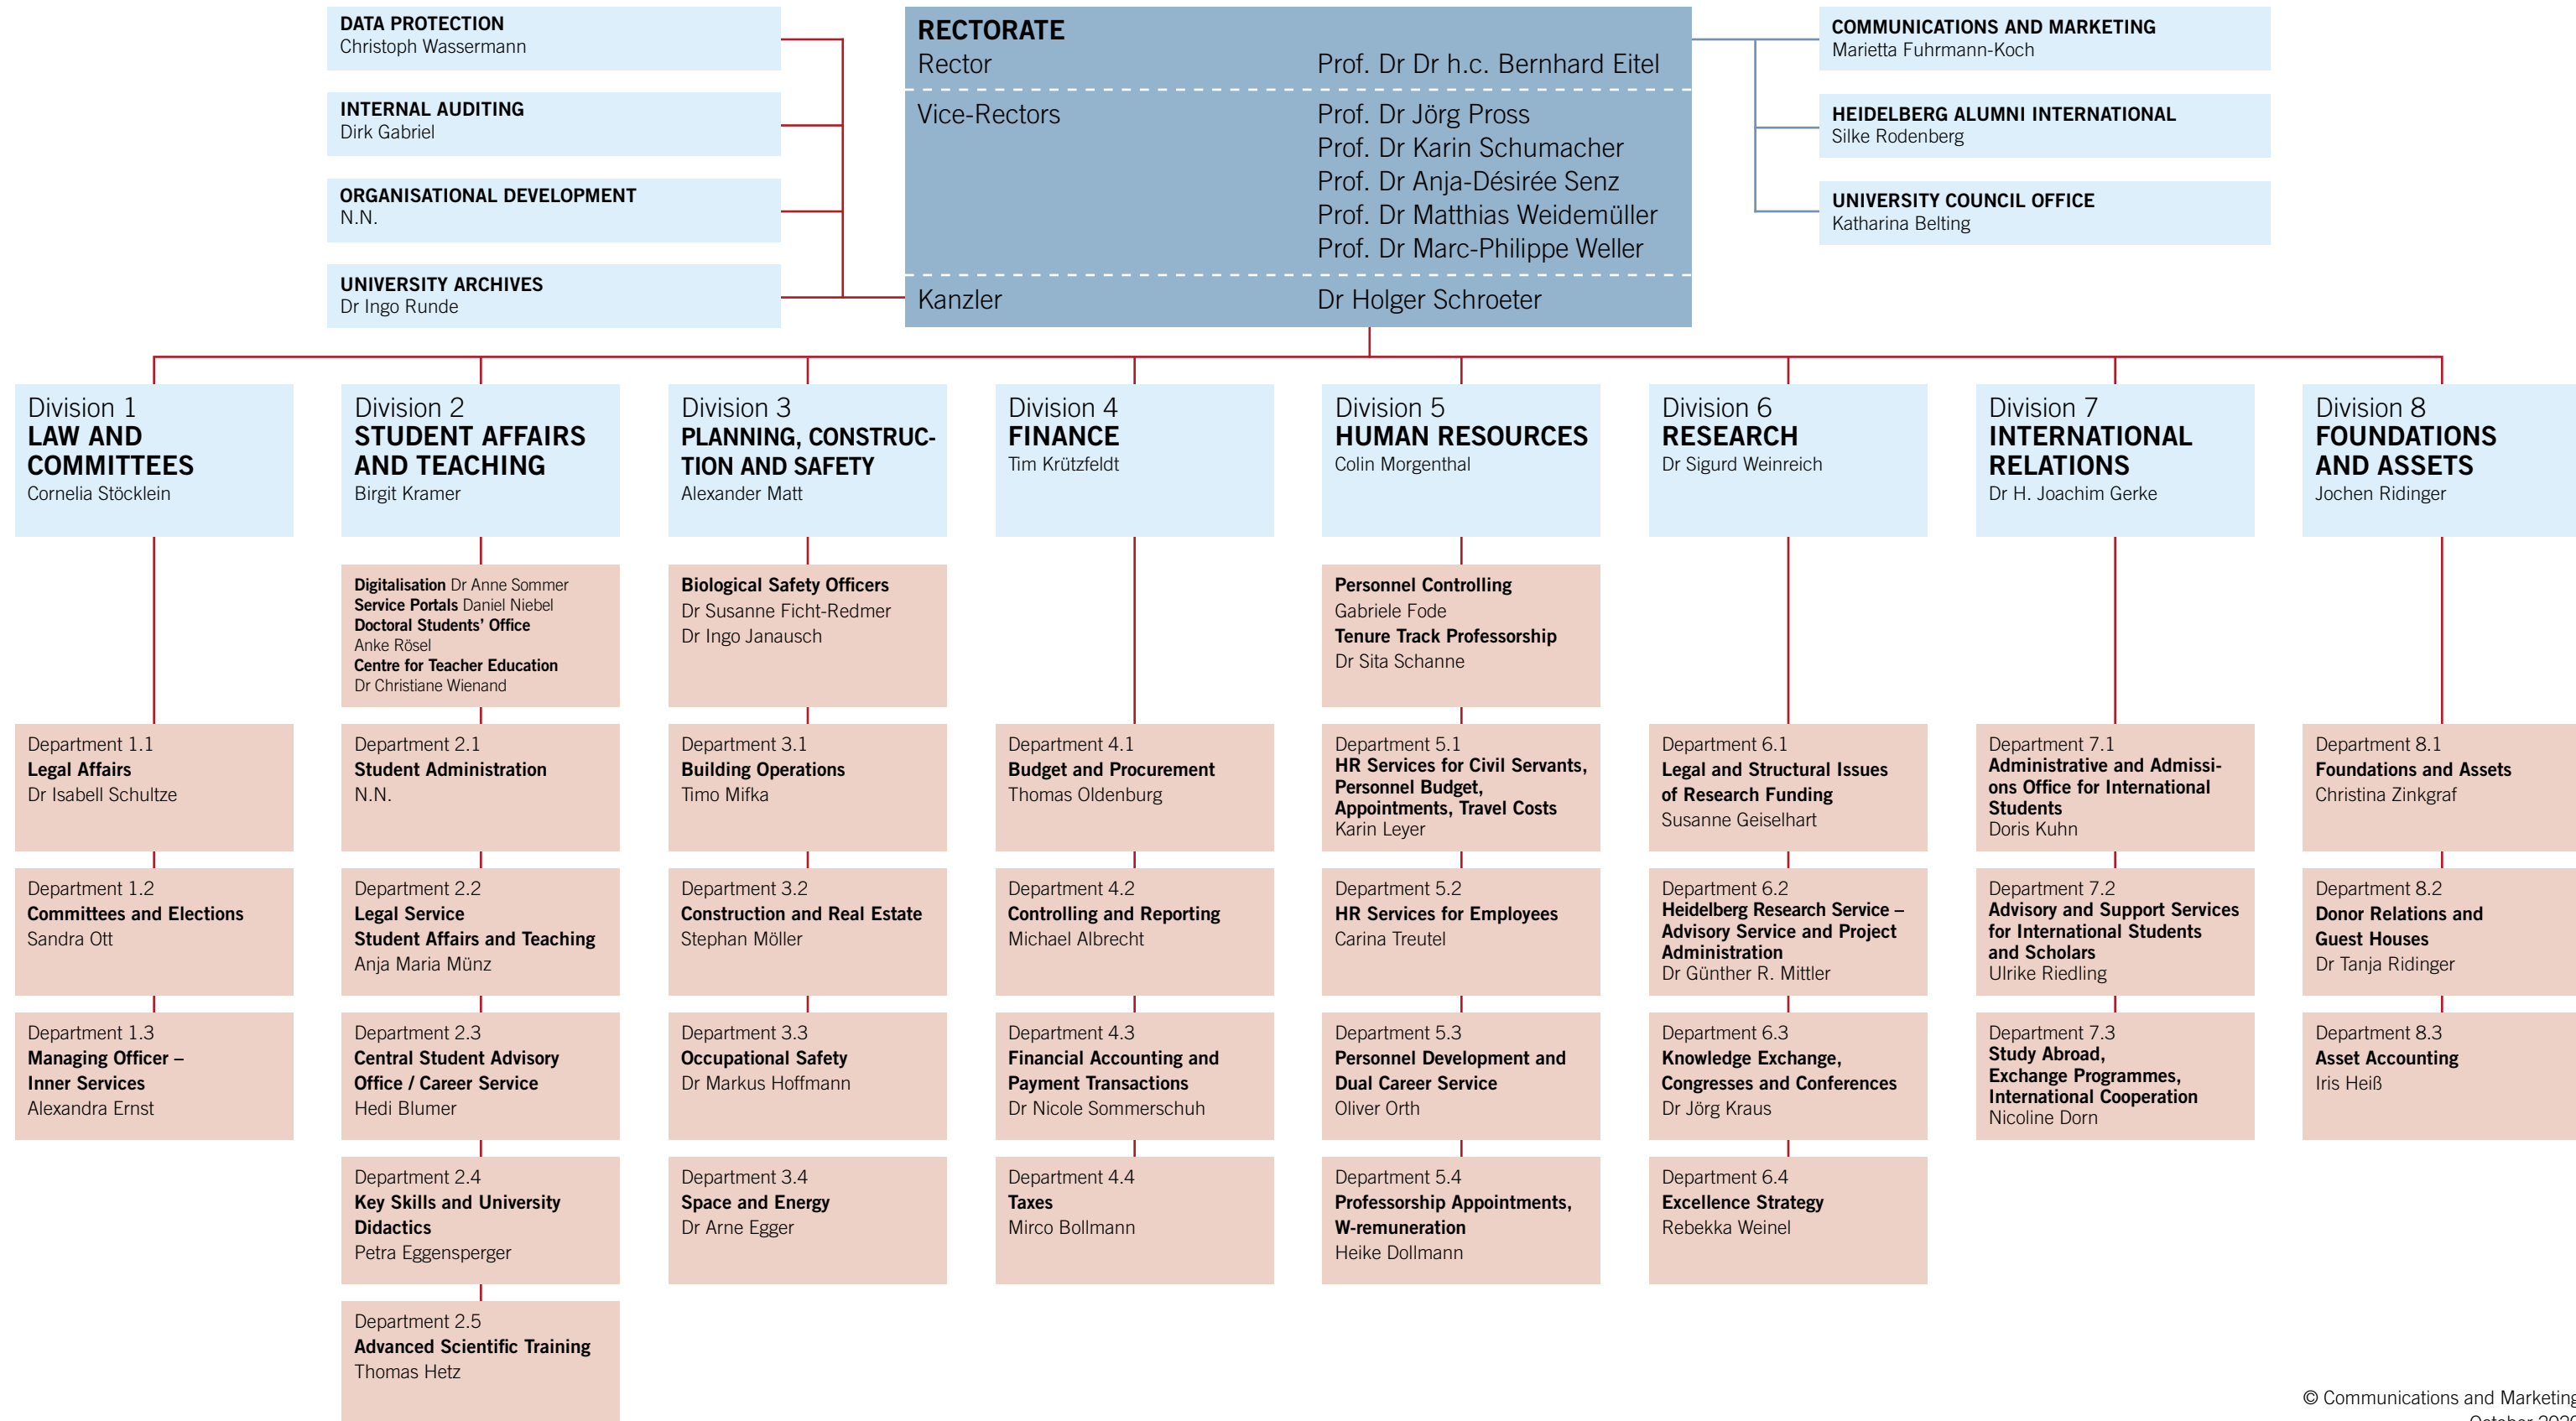 DATA PROTECTION
Christoph Wassermann
INTERNAL AUDITING
Dirk Gabriel
ORGANISATIONAL DEVELOPMENT
N.N.
UNIVERSITY ARCHIVES
Dr Ingo Runde
RECTORATE
Rector Prof. Dr Dr h.c. Bernhard Eitel
Vice-Rectors Prof. Dr Jörg Pross
Prof. Dr Karin Schumacher
Prof. Dr Anja-Désirée Senz
Prof. Dr Matthias Weidemüller
Prof. Dr Marc-Philippe Weller
Kanzler Dr Holger Schroeter
COMMUNICATIONS AND MARKETING
Marietta Fuhrmann-Koch
HEIDELBERG ALUMNI INTERNATIONAL
Silke Rodenberg
UNIVERSITY COUNCIL OFFICE
Katharina Belting
Division 1
LAW AND
COMMITTEES
Cornelia Stöcklein
Department 1.1
Legal Affairs
Dr Isabell Schultze
Department 1.2
Committees and Elections
Sandra Ott
Department 1.3
Managing Officer –
Inner Services
Alexandra Ernst
Division 2
STUDENT AFFAIRS
AND TEACHING
Birgit Kramer
Digitalisation Dr Anne Sommer
Service Portals Daniel Niebel
Doctoral Students’ Office
Anke Rösel
Centre for Teacher Education
Dr Christiane Wienand
Department 2.1
Student Administration
N.N.
Department 2.2
Legal Service
Student Affairs and Teaching
Anja Maria Münz
Department 2.3
Central Student Advisory
Office / Career Service
Hedi Blumer
Department 2.4
Key Skills and University
Didactics
Petra Eggensperger
Department 2.5
Advanced Scientific Training
Thomas Hetz
Division 3
PLANNING, CONSTRUC-
TION AND SAFETY
Alexander Matt
Biological Safety Officers
Dr Susanne Ficht-Redmer
Dr Ingo Janausch
Department 3.1
Building Operations
Timo Mifka
Department 3.2
Construction and Real Estate
Stephan Möller
Department 3.3
Occupational Safety
Dr Markus Hoffmann
Department 3.4
Space and Energy
Dr Arne Egger
Division 4
FINANCE
Tim Krützfeldt
Department 4.1
Budget and Procurement
Thomas Oldenburg
Department 4.2
Controlling and Reporting
Michael Albrecht
Department 4.3
Financial Accounting and
Payment Transactions
Dr Nicole Sommerschuh
Department 4.4
Taxes
Mirco Bollmann
Division 5
HUMAN RESOURCES
Colin Morgenthal
Personnel Controlling
Gabriele Fode
Tenure Track Professorship
Dr Sita Schanne
Department 5.1
HR Services for Civil Servants,
Personnel Budget,
Appointments, Travel Costs
Karin Leyer
Department 5.2
HR Services for Employees
Carina Treutel
Department 5.3
Personnel Development and
Dual Career Service
Oliver Orth
Department 5.4
Professorship Appointments,
W-remuneration
Heike Dollmann
Division 6
RESEARCH
Dr Sigurd Weinreich
Department 6.1
Legal and Structural Issues
of Research Funding
Susanne Geiselhart
Department 6.2
Heidelberg Research Service –
Advisory Service and Project
Administration
Dr Günther R. Mittler
Department 6.3
Knowledge Exchange,
Congresses and Conferences
Dr Jörg Kraus
Department 6.4
Excellence Strategy
Rebekka Weinel
Division 7
INTERNATIONAL
RELATIONS
Dr H. Joachim Gerke
Department 7.1
Administrative and Admissi-
ons Office for International
Students
Doris Kuhn
Department 7.2
Advisory and Support Services
for International Students
and Scholars
Ulrike Riedling
Department 7.3
Study Abroad,
Exchange Programmes,
International Cooperation
Nicoline Dorn
Division 8
FOUNDATIONS
AND ASSETS
Jochen Ridinger
Department 8.1
Foundations and Assets
Christina Zinkgraf
Department 8.2
Donor Relations and
Guest Houses
Dr Tanja Ridinger
Department 8.3
Asset Accounting
Iris Heiß
© Communications and Marketing
October